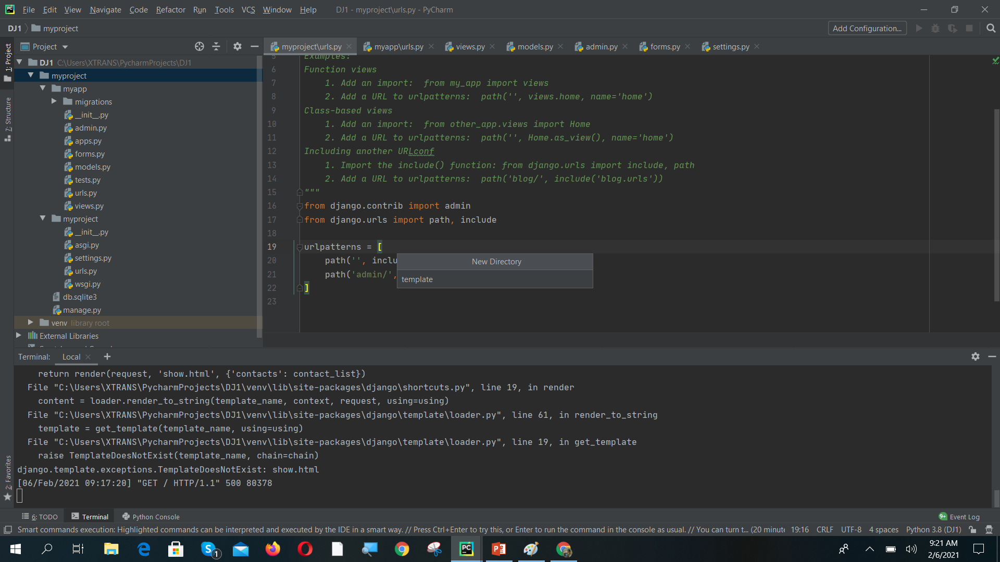 File Edit View Navigate Code Refactor Run Tools VCS Window Help DJ1 - myproject\urls.py - PyCharm
DJ1 myproject Add Configuration...
Project
myproject\urls.py myapp\urls.py views.py models.py admin.py forms.py settings.py
1: Project
7: Structure
2: Favorites
DJ1 C:\Users\XTRANS\PycharmProjects\DJ1
myproject
myapp
migrations
__init__.py
admin.py
apps.py
forms.py
models.py
tests.py
urls.py
views.py
myproject
__init__.py
asgi.py
settings.py
urls.py
wsgi.py
db.sqlite3
manage.py
venv library root
External Libraries
5 Examples:
6 Function views
7 1. Add an import: from my_app import views
8 2. Add a URL to urlpatterns: path('', views.home, name='home')
9 Class-based views
10 1. Add an import: from other_app.views import Home
11 2. Add a URL to urlpatterns: path('', Home.as_view(), name='home')
12 Including another URLconf
13 1. Import the include() function: from django.urls import include, path
14 2. Add a URL to urlpatterns: path('blog/', include('blog.urls'))
15 """
16 from django.contrib import admin
17 from django.urls import path, include
18
19 urlpatterns = [
20 path('', inclu
21 path('admin/',
22 ]
23
New Directory
template
Terminal: Local
return render(request, 'show.html', {'contacts': contact_list})
File "C:\Users\XTRANS\PycharmProjects\DJ1\venv\lib\site-packages\django\shortcuts.py", line 19, in render
content = loader.render_to_string(template_name, context, request, using=using)
File "C:\Users\XTRANS\PycharmProjects\DJ1\venv\lib\site-packages\django\template\loader.py", line 61, in render_to_string
template = get_template(template_name, using=using)
File "C:\Users\XTRANS\PycharmProjects\DJ1\venv\lib\site-packages\django\template\loader.py", line 19, in get_template
raise TemplateDoesNotExist(template_name, chain=chain)
django.template.exceptions.TemplateDoesNotExist: show.html
[06/Feb/2021 09:17:20] "GET / HTTP/1.1" 500 80378
6: TODO Terminal Python Console 9+ Event Log
Smart commands execution: Highlighted commands can be interpreted and executed by the IDE in a smart way. // Press Ctrl+Enter to try this, or Enter to run the command in the console as usual. // You can turn t... (20 minute 19:16 CRLF UTF-8 4 spaces Python 3.8 (DJ1)
1 PC 9:21 AM
2/6/2021